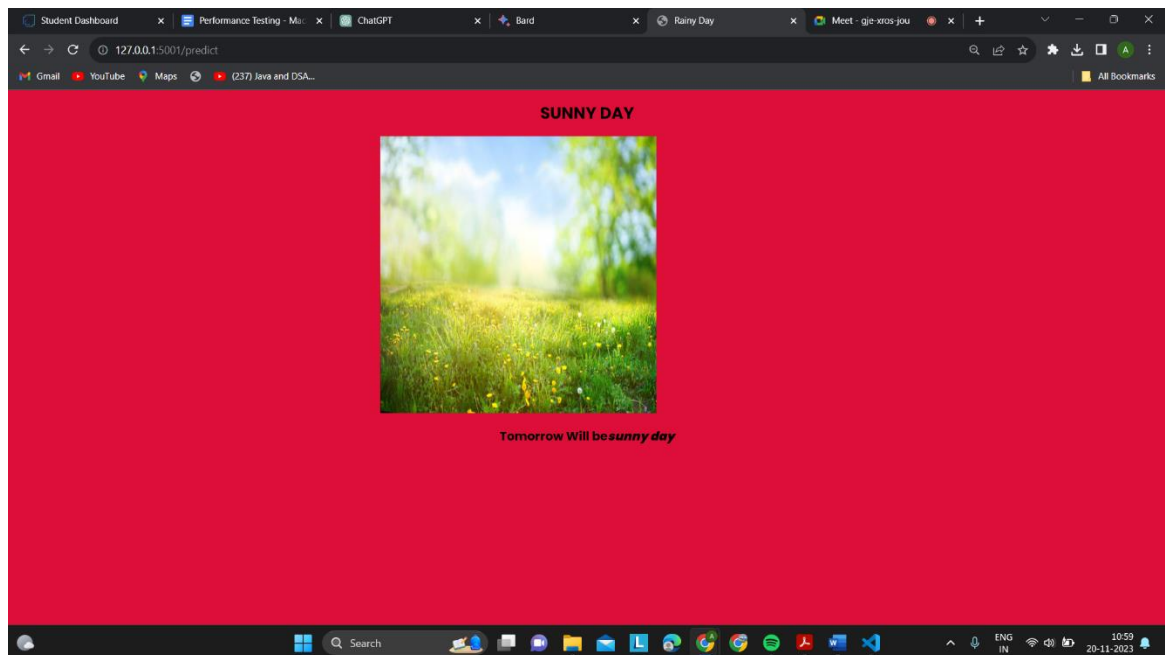 Student Dashboard
Performance Testing - Mac
ChatGPT
Bard
Rainy Day
Meet - gje-xros-jou
127.0.0.1:5001/predict
A
Gmail
YouTube
Maps
(237) Java and DSA...
All Bookmarks
SUNNY DAY
Tomorrow Will be sunny day
Search
L
W
ENG
IN
10:59
20-11-2023